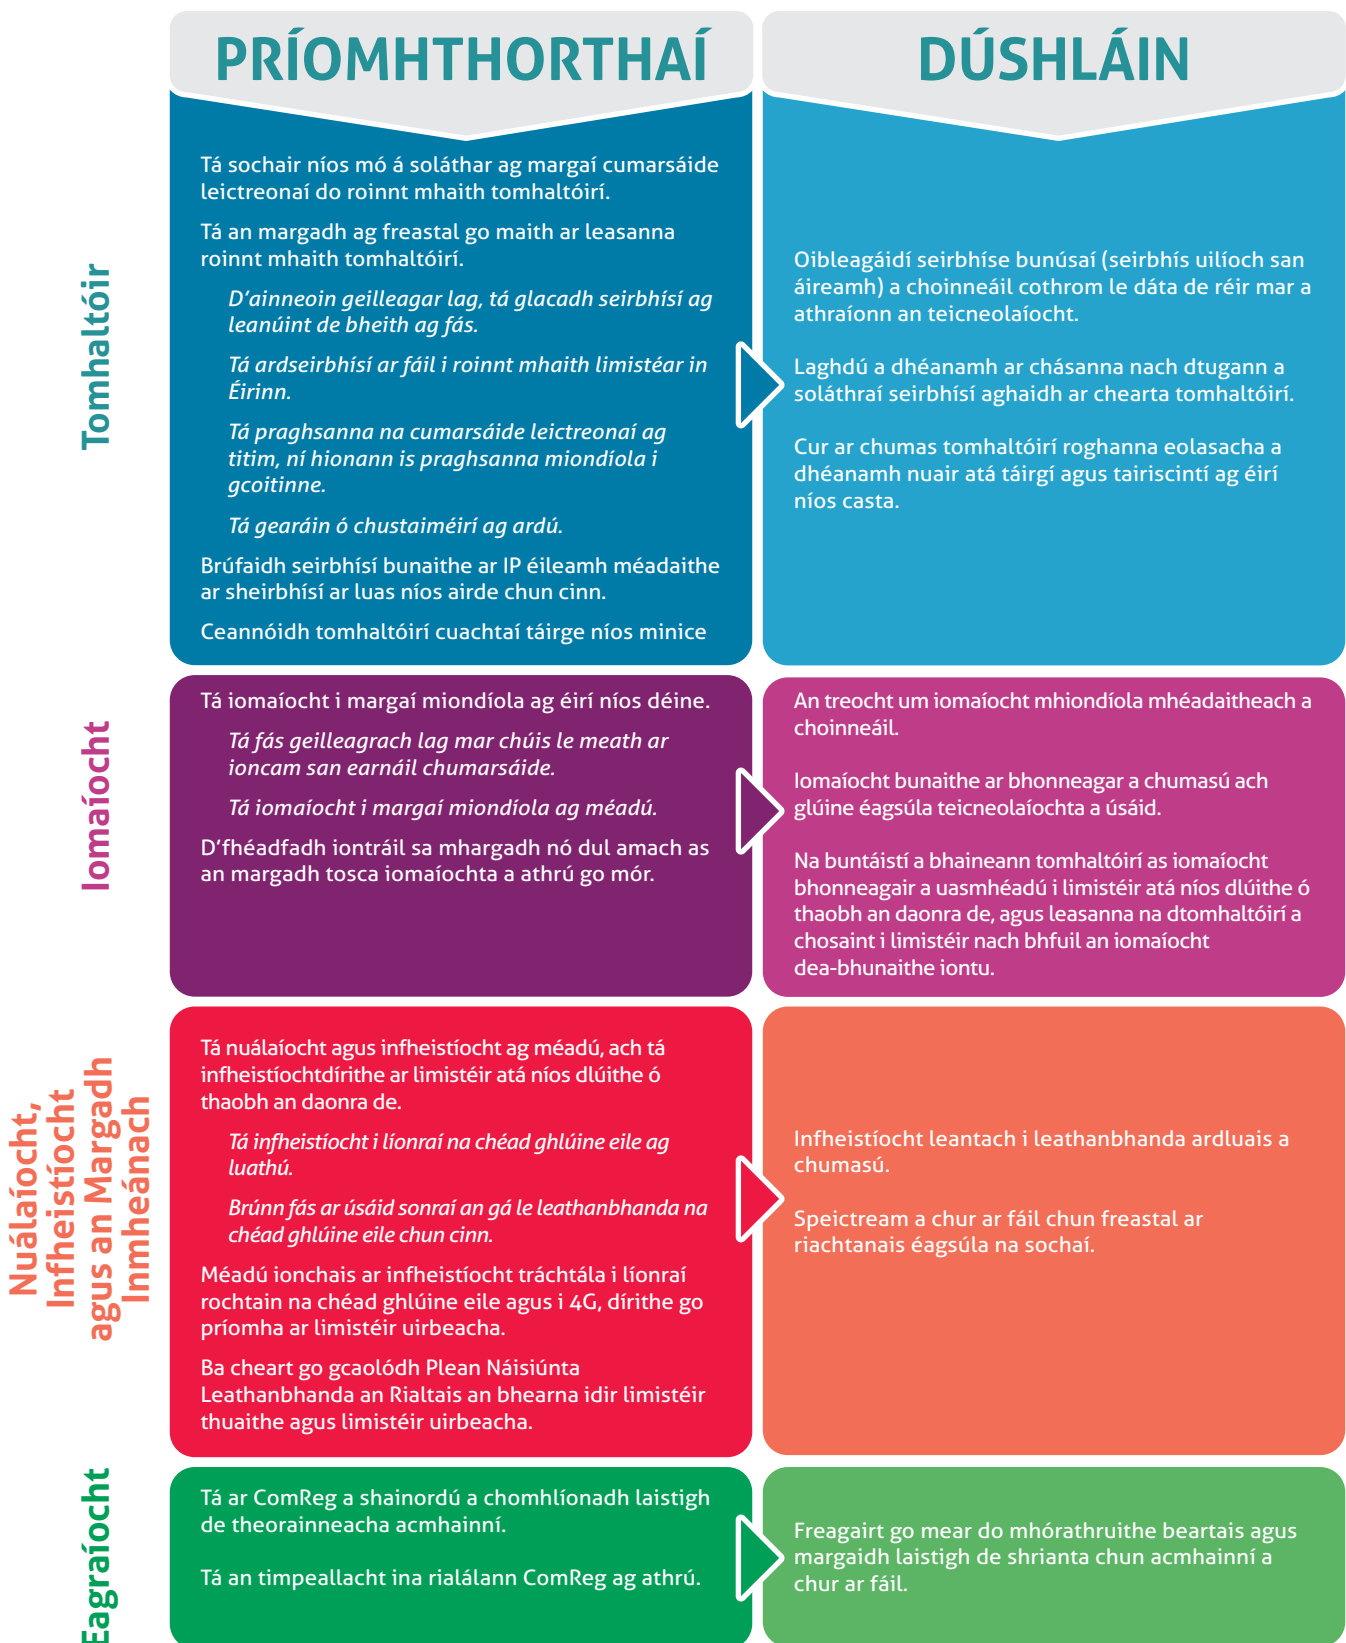 PRÍOMHTHORTHAÍ
DÚSHLÁIN
Tomhaltóir
Tá sochair níos mó á soláthar ag margaí cumarsáide
leictreonaí do roinnt mhaith tomhaltóirí.
Tá an margadh ag freastal go maith ar leasanna
roinnt mhaith tomhaltóirí.
D’ainneoin geilleagar lag, tá glacadh seirbhísí ag
leanúint de bheith ag fás.
Tá ardseirbhísí ar fáil i roinnt mhaith limistéar in
Éirinn.
Tá praghsanna na cumarsáide leictreonaí ag
titim, ní hionann is praghsanna miondíola i
gcoitinne.
Tá gearáin ó chustaiméirí ag ardú.
Brúfaidh seirbhísí bunaithe ar IP éileamh méadaithe
ar sheirbhísí ar luas níos airde chun cinn.
Ceannóidh tomhaltóirí cuachtaí táirge níos minice
Oibleagáidí seirbhíse bunúsaí (seirbhís uilíoch san
áireamh) a choinneáil cothrom le dáta de réir mar a
athraíonn an teicneolaíocht.
Laghdú a dhéanamh ar chásanna nach dtugann a
soláthraí seirbhísí aghaidh ar chearta tomhaltóirí.
Cur ar chumas tomhaltóirí roghanna eolasacha a
dhéanamh nuair atá táirgí agus tairiscintí ag éirí
níos casta.
Iomaíocht
Tá iomaíocht i margaí miondíola ag éirí níos déine.
Tá fás geilleagrach lag mar chúis le meath ar
ioncam san earnáil chumarsáide.
Tá iomaíocht i margaí miondíola ag méadú.
D’fhéadfadh iontráil sa mhargadh nó dul amach as
an margadh tosca iomaíochta a athrú go mór.
An treocht um iomaíocht mhiondíola mhéadaitheach a
choinneáil.
Iomaíocht bunaithe ar bhonneagar a chumasú ach
glúine éagsúla teicneolaíochta a úsáid.
Na buntáistí a bhaineann tomhaltóirí as iomaíocht
bhonneagair a uasmhéadú i limistéir atá níos dlúithe ó
thaobh an daonra de, agus leasanna na dtomhaltóirí a
chosaint i limistéir nach bhfuil an iomaíocht
dea-bhunaithe iontu.
Nuálaíocht,
Infheistíocht
agus an Margadh
Inmheánach
Tá nuálaíocht agus infheistíocht ag méadú, ach tá
infheistíochtdírithe ar limistéir atá níos dlúithe ó
thaobh an daonra de.
Tá infheistíocht i líonraí na chéad ghlúine eile ag
luathú.
Brúnn fás ar úsáid sonraí an gá le leathanbhanda na
chéad ghlúine eile chun cinn.
Méadú ionchais ar infheistíocht tráchtála i líonraí
rochtain na chéad ghlúine eile agus i 4G, dírithe go
príomha ar limistéir uirbeacha.
Ba cheart go gcaolódh Plean Náisiúnta
Leathanbhanda an Rialtais an bhearna idir limistéir
thuaithe agus limistéir uirbeacha.
Infheistíocht leantach i leathanbhanda ardluais a
chumasú.
Speictream a chur ar fáil chun freastal ar
riachtanais éagsúla na sochaí.
Eagraíocht
Tá ar ComReg a shainordú a chomhlíonadh laistigh
de theorainneacha acmhainní.
Tá an timpeallacht ina rialálann ComReg ag athrú.
Freagairt go mear do mhórathruithe beartais agus
margaidh laistigh de shrianta chun acmhainní a
chur ar fáil.